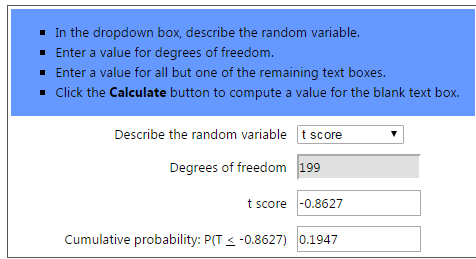 ▪ In the dropdown box, describe the random variable.
▪ Enter a value for degrees of freedom.
▪ Enter a value for all but one of the remaining text boxes.
▪ Click the Calculate button to compute a value for the blank text box.
Describe the random variable t score
Degrees of freedom 199
t score -0.8627
Cumulative probability: P(T ≤ -0.8627) 0.1947